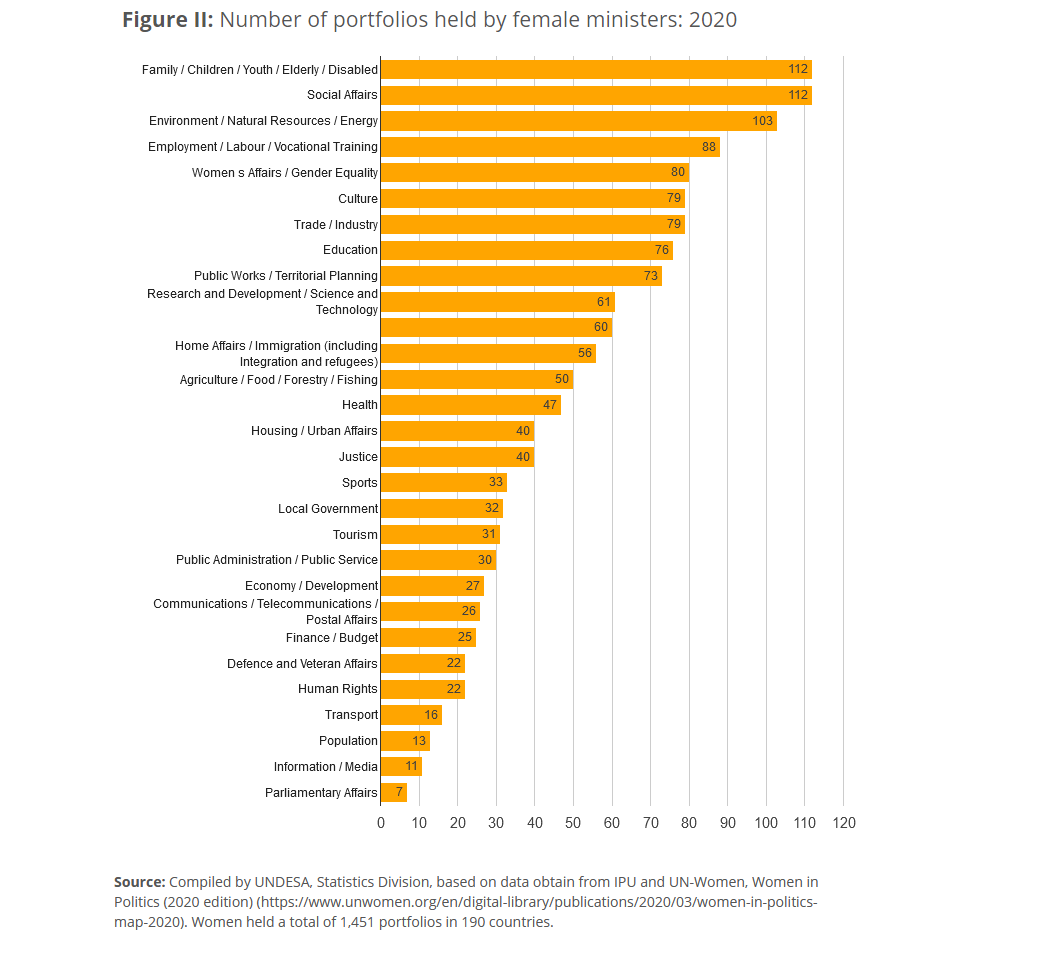 Figure II: Number of portfolios held by female ministers: 2020
Family / Children / Youth / Elderly / Disabled 112
Social Affairs 112
Environment / Natural Resources / Energy 103
Employment / Labour / Vocational Training 88
Women s Affairs / Gender Equality 80
Culture 79
Trade / Industry 79
Education 76
Public Works / Territorial Planning 73
Research and Development / Science and
Technology 61
60
Home Affairs / Immigration (including
Integration and refugees) 56
Agriculture / Food / Forestry / Fishing 50
Health 47
Housing / Urban Affairs 40
Justice 40
Sports 33
Local Government 32
Tourism 31
Public Administration / Public Service 30
Economy / Development 27
Communications / Telecommunications /
Postal Affairs 26
Finance / Budget 25
Defence and Veteran Affairs 22
Human Rights 22
Transport 16
Population 13
Information / Media 11
Parliamentary Affairs 7
0 10 20 30 40 50 60 70 80 90 100 110 120
Source: Compiled by UNDESA, Statistics Division, based on data obtain from IPU and UN-Women, Women in
Politics (2020 edition) (https://www.unwomen.org/en/digital-library/publications/2020/03/women-in-politics-
map-2020). Women held a total of 1,451 portfolios in 190 countries.